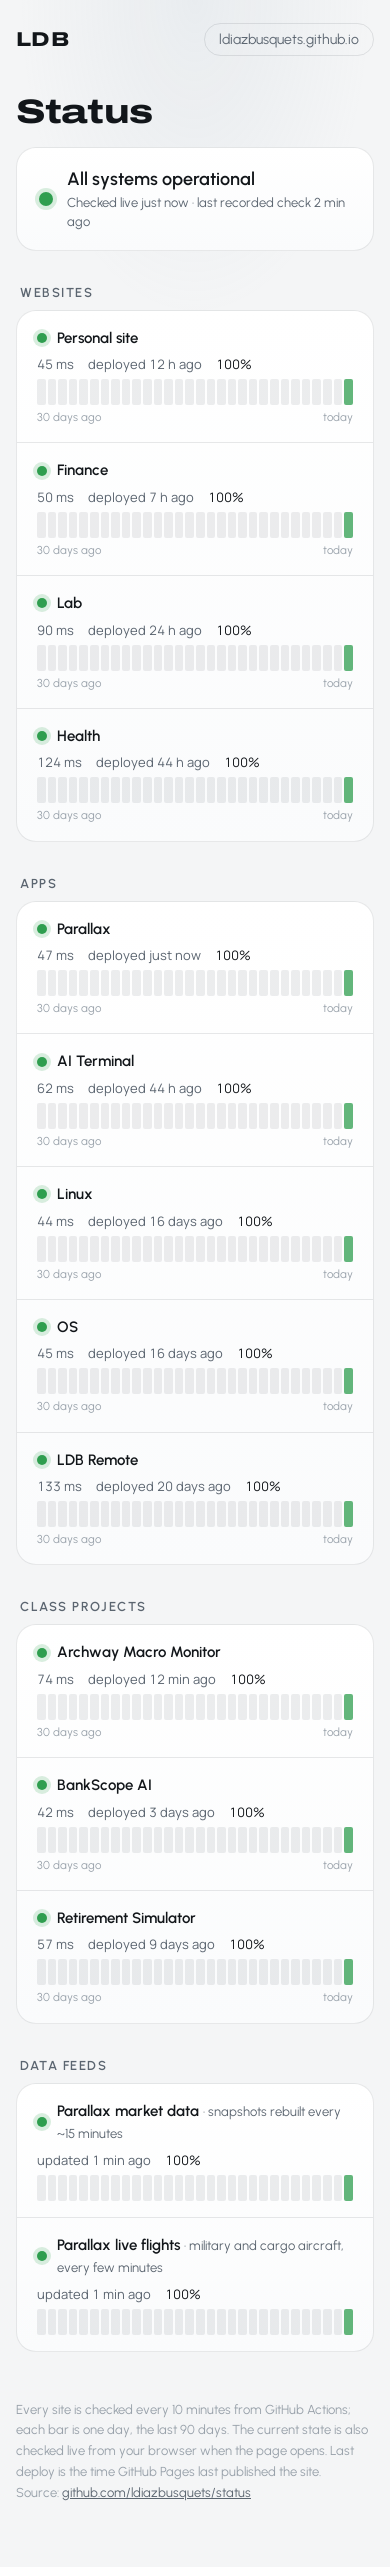 LDB
ldiazbusquets.github.io
Status
All systems operational
Checked live just now · last recorded check 2 min
ago
WEBSITES
Personal site
45 ms deployed 12 h ago 100%
30 days ago today
Finance
50 ms deployed 7 h ago 100%
30 days ago today
Lab
90 ms deployed 24 h ago 100%
30 days ago today
Health
124 ms deployed 44 h ago 100%
30 days ago today
APPS
Parallax
47 ms deployed just now 100%
30 days ago today
AI Terminal
62 ms deployed 44 h ago 100%
30 days ago today
Linux
44 ms deployed 16 days ago 100%
30 days ago today
OS
45 ms deployed 16 days ago 100%
30 days ago today
LDB Remote
133 ms deployed 20 days ago 100%
30 days ago today
CLASS PROJECTS
Archway Macro Monitor
74 ms deployed 12 min ago 100%
30 days ago today
BankScope AI
42 ms deployed 3 days ago 100%
30 days ago today
Retirement Simulator
57 ms deployed 9 days ago 100%
30 days ago today
DATA FEEDS
Parallax market data · snapshots rebuilt every
~15 minutes
updated 1 min ago 100%
Parallax live flights · military and cargo aircraft,
every few minutes
updated 1 min ago 100%
Every site is checked every 10 minutes from GitHub Actions;
each bar is one day, the last 90 days. The current state is also
checked live from your browser when the page opens. Last
deploy is the time GitHub Pages last published the site.
Source: github.com/ldiazbusquets/status